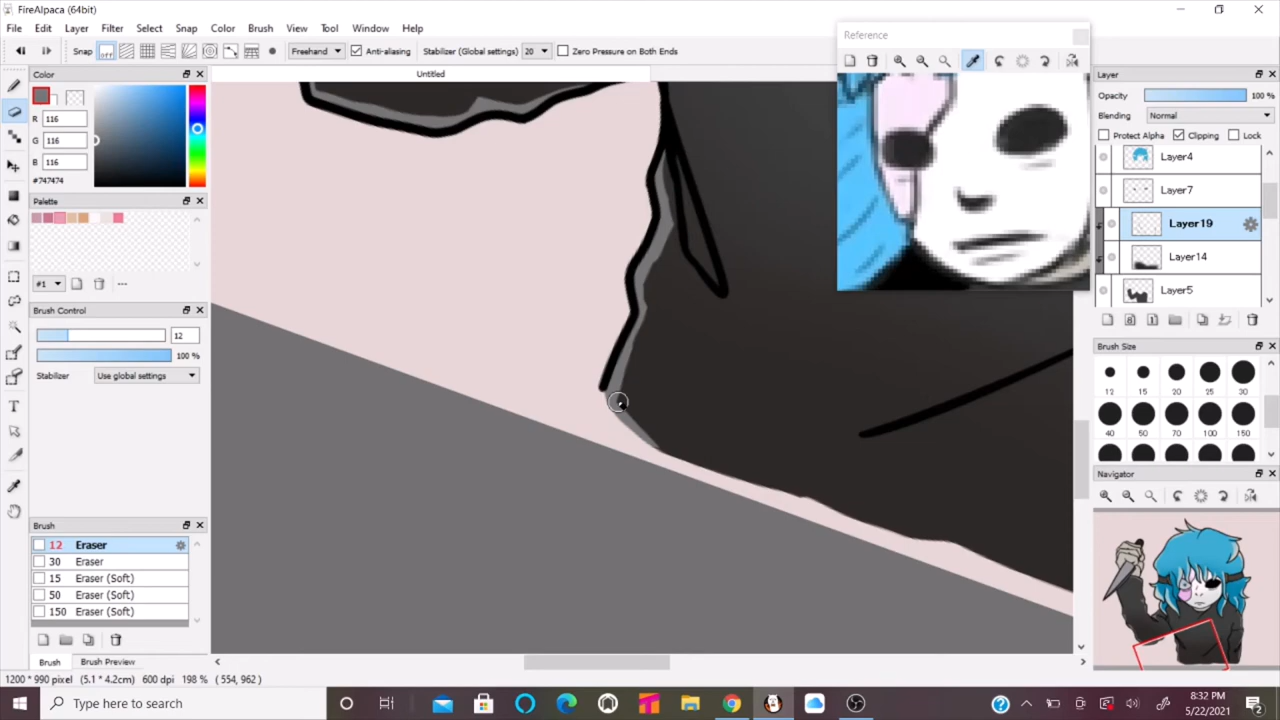 FireAlpaca (64bit)
File Edit Layer Filter Select Snap Color Brush View Tool Window Help
Snap off Freehand Anti-aliasing Stabilizer (Global settings) 20 Zero Pressure on Both Ends
Color
R 116
G 116
B 116
#747474
Palette
#1
Brush Control
12
100 %
Stabilizer Use global settings
Brush
12 Eraser
30 Eraser
15 Eraser (Soft)
50 Eraser (Soft)
150 Eraser (Soft)
Brush Brush Preview
Untitled
Reference
Layer
Opacity 100 %
Blending Normal
Protect Alpha Clipping Lock
Layer4
Layer7
Layer19
Layer14
Layer5
Brush Size
12 15 20 25 30
40 50 70 100 150
Navigator
1200 * 990 pixel (5.1 * 4.2cm) 600 dpi 198 % ( 554, 962 )
Type here to search
8:32 PM
5/22/2021
2